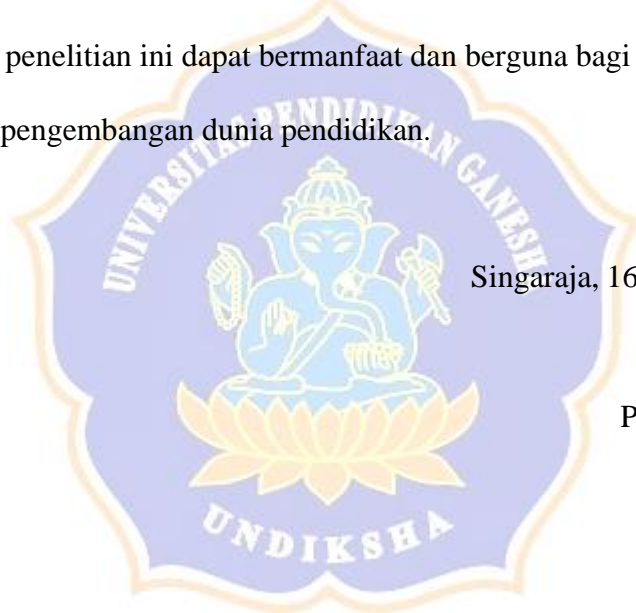 penelitian ini dapat bermanfaat dan berguna bagi
pengembangan dunia pendidikan.
UNIVERSITAS PENDIDIKAN GANESHA
Singaraja, 16
P
UNDIKSHA